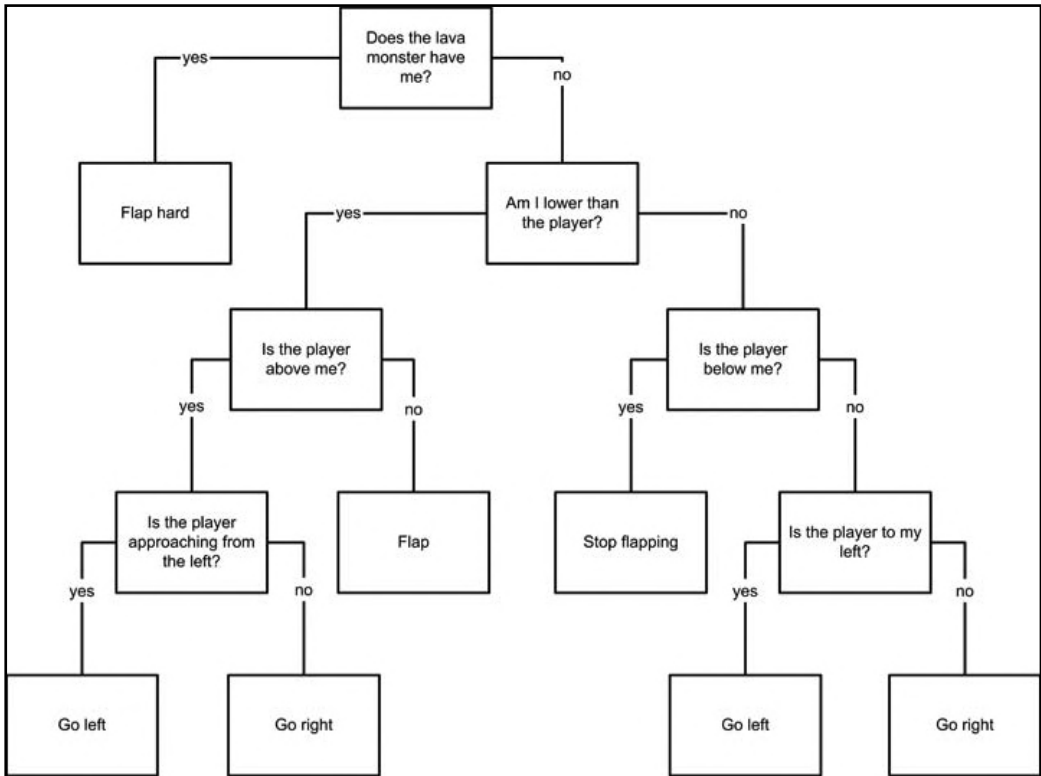 Does the lava
monster have
me?
yes
no
Flap hard
Am I lower than
the player?
yes
no
Is the player
above me?
Is the player
below me?
yes
no
yes
no
Is the player
approaching from
the left?
Flap
Stop flapping
Is the player to my
left?
yes
no
yes
no
Go left
Go right
Go left
Go right